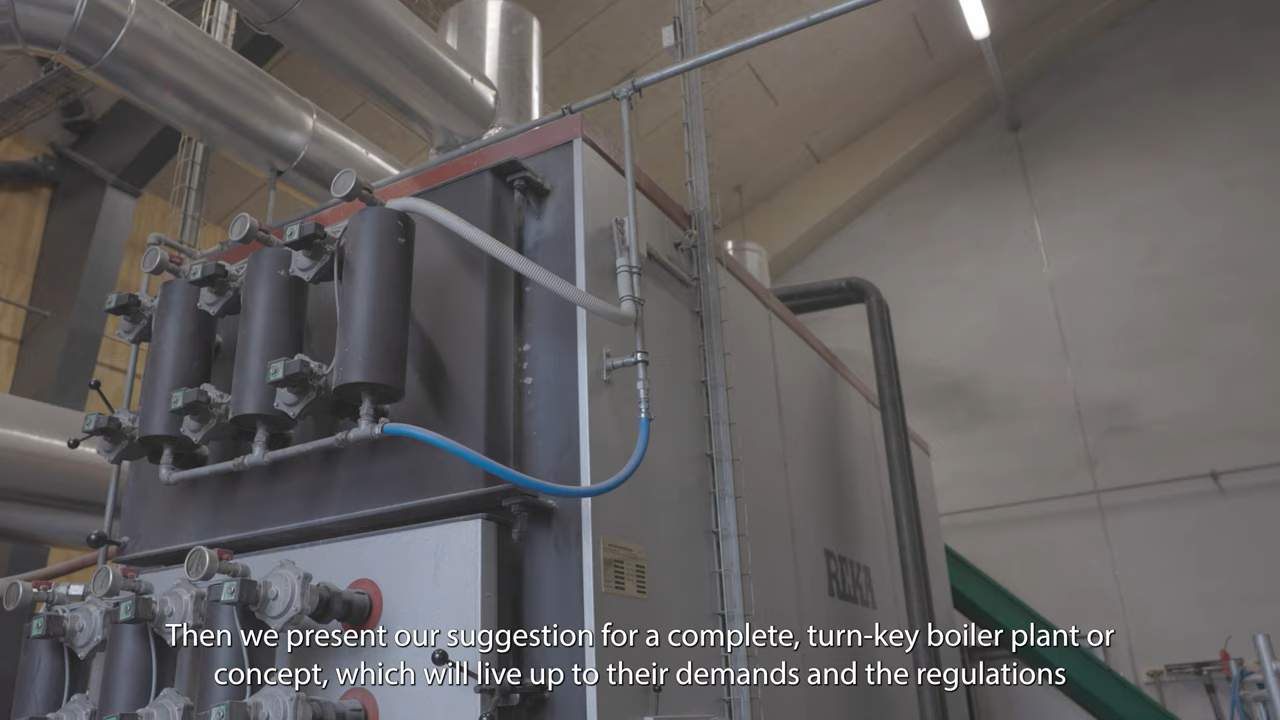 REKA
Then we present our suggestion for a complete, turn-key boiler plant or
concept, which will live up to their demands and the regulations